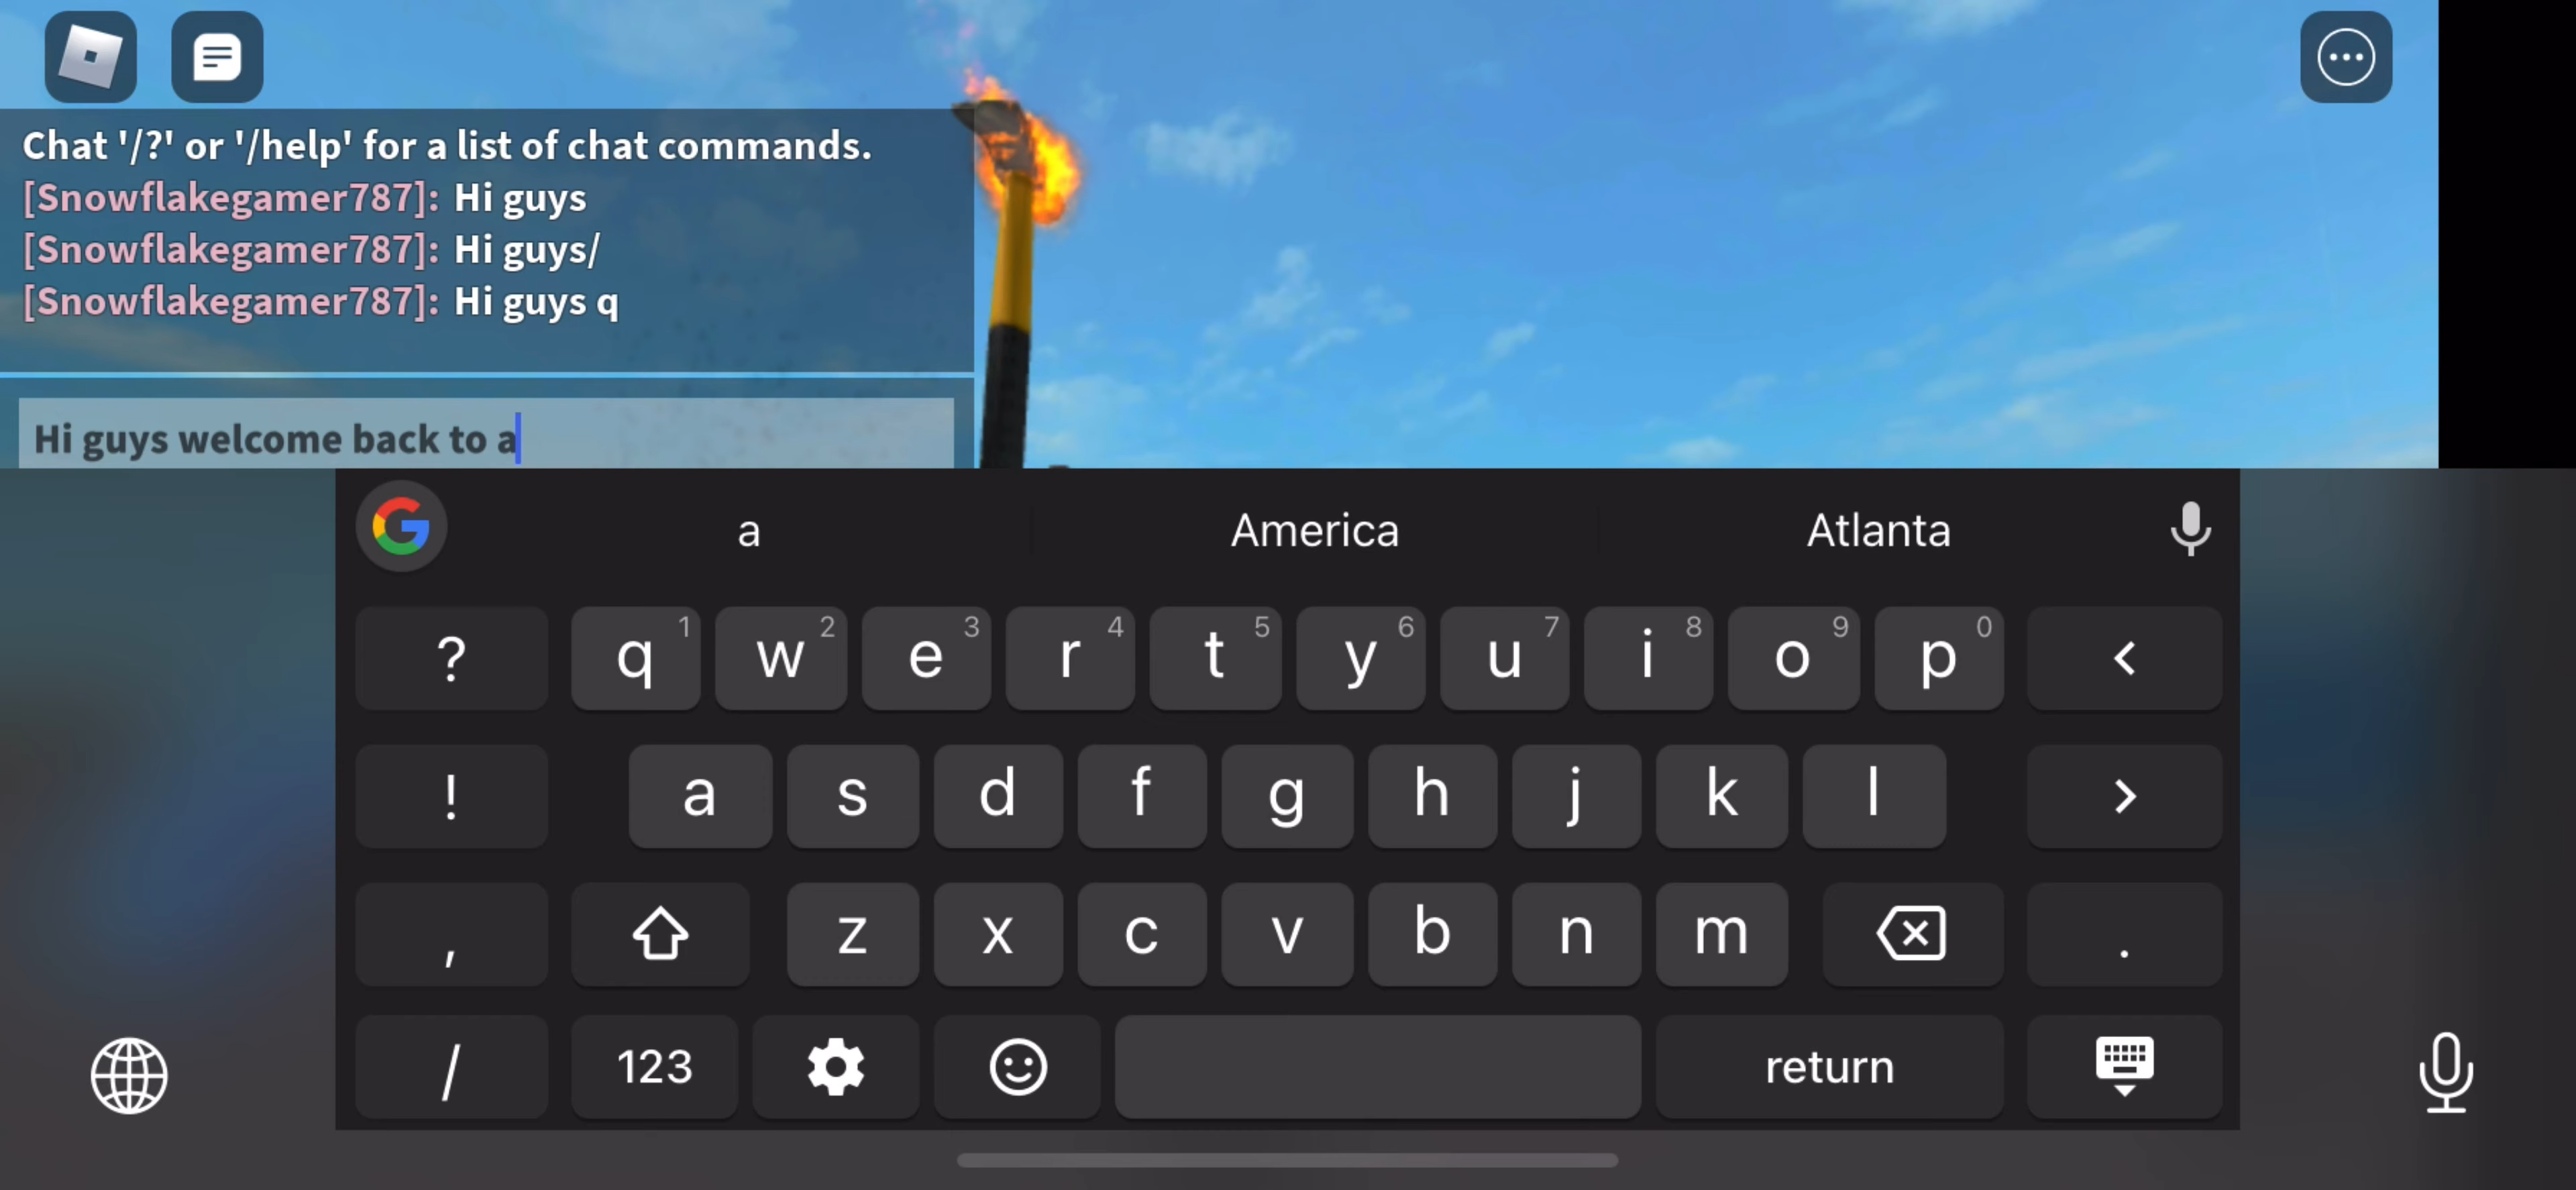 Chat '/?' or '/help' for a list of chat commands.
[Snowflakegamer787]: Hi guys
[Snowflakegamer787]: Hi guys/
[Snowflakegamer787]: Hi guys q
Hi guys welcome back to a
a America Atlanta
? q 1 w 2 e 3 r 4 t 5 y 6 u 7 i 8 o 9 p 0 <
! a s d f g h j k l >
, z x c v b n m .
/ 123 return